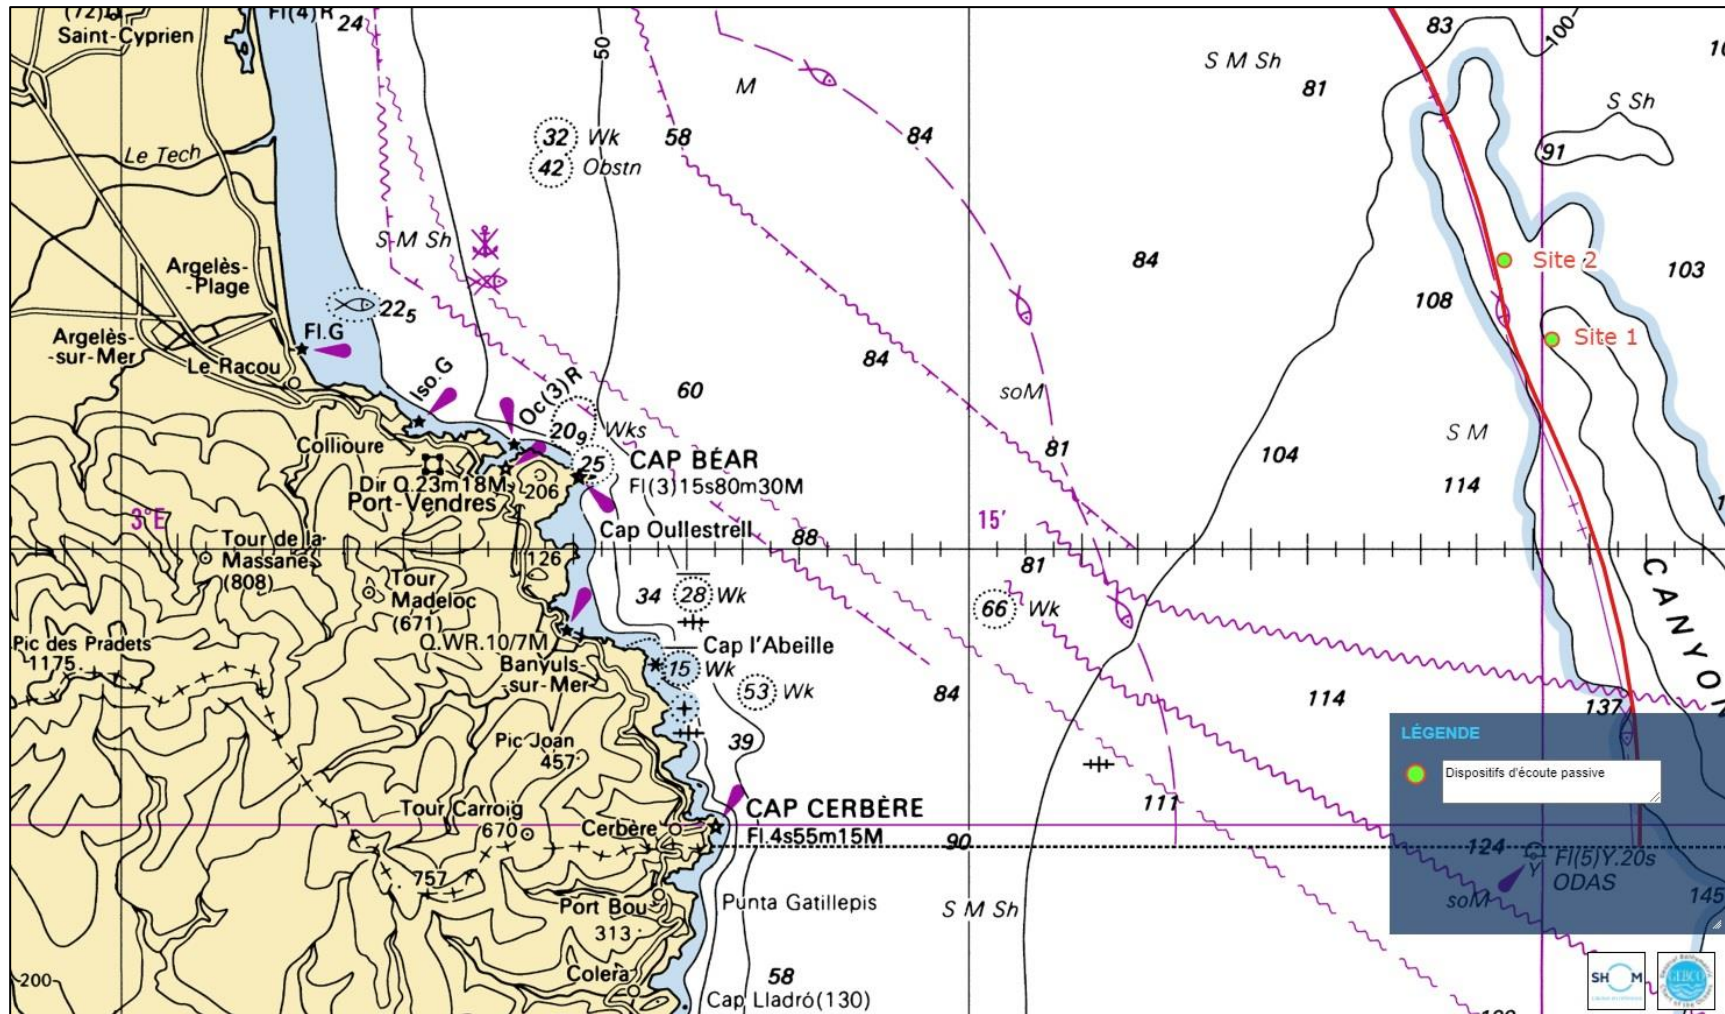 (72)
Fl(4)R
24
Saint-Cyprien
50
83
100
S M Sh
M
81
S Sh
32 Wk
58
84
42 Obstn
91
Le Tech
S M Sh
Argelès-
-Plage
84
Site 2
103
108
22₅
Fl.G
Argelès-
-sur-Mer
Site 1
Le Racou
Iso.G
Oc(3)R
84
60
soM
20₉ Wks
S M
Collioure
25
CAP BÉAR
81
104
Fl(3)15s80m30M
Dir Q.23m18M
206
114
Port-Vendres
3°E
15'
Cap Oullestrell
Tour de la
Massane
(808)
88
126
81
CANYON
Tour
Madeloc
(671)
34
28 Wk
66 Wk
Pic des Pradets
1175
Q.WR.10/7M
Cap l'Abeille
Banyuls-
-sur-Mer
15 Wk
53 Wk
84
114
137
Pic Joan
457
39
LÉGENDE
Dispositifs d'écoute passive
Tour Carroig
670
CAP CERBÈRE
111
Cerbère
Fl.4s55m15M
90
124
Fl(5)Y.20s
Y
ODAS
757
Port Bou
Punta Gatillepis
S M Sh
soM
145
313
200
Colera
58
Cap Lladró(130)
SHOM
GEBCO